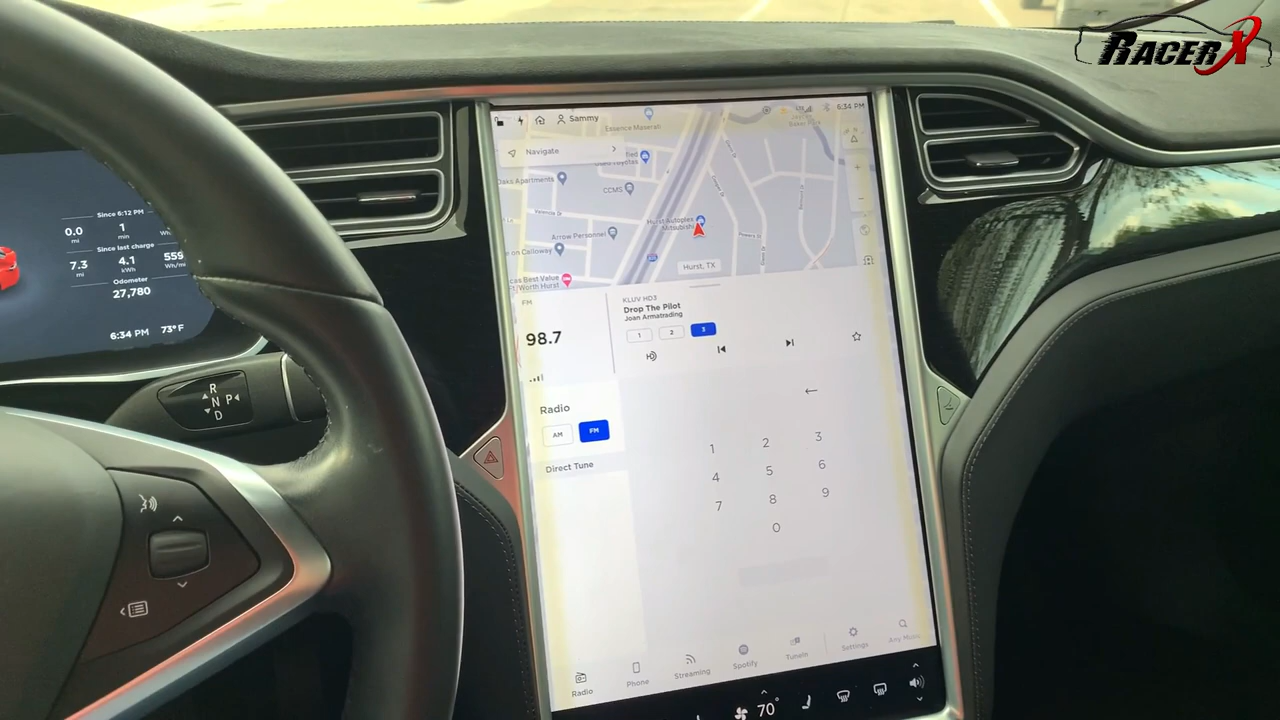 RACERX
Sammy
6:34 PM
Essence Maserati
Navigate
Oaks Apartments
CCMS
Hurst Autoplex
Mitsubishi
Arrow Personnel
Hurst, TX
Since 6:12 PM
0.0
mi
1
min
Since last charge
7.3
mi
4.1
kWh
559
Wh/mi
Odometer
27,780
6:34 PM 73°F
FM
98.7
KLUV HD3
Drop The Pilot
Joan Armatrading
1 2 3
Radio
AM FM
Direct Tune
←
1 2 3
4 5 6
7 8 9
0
R
N P
D
Radio Phone Streaming Spotify TuneIn Settings
70°